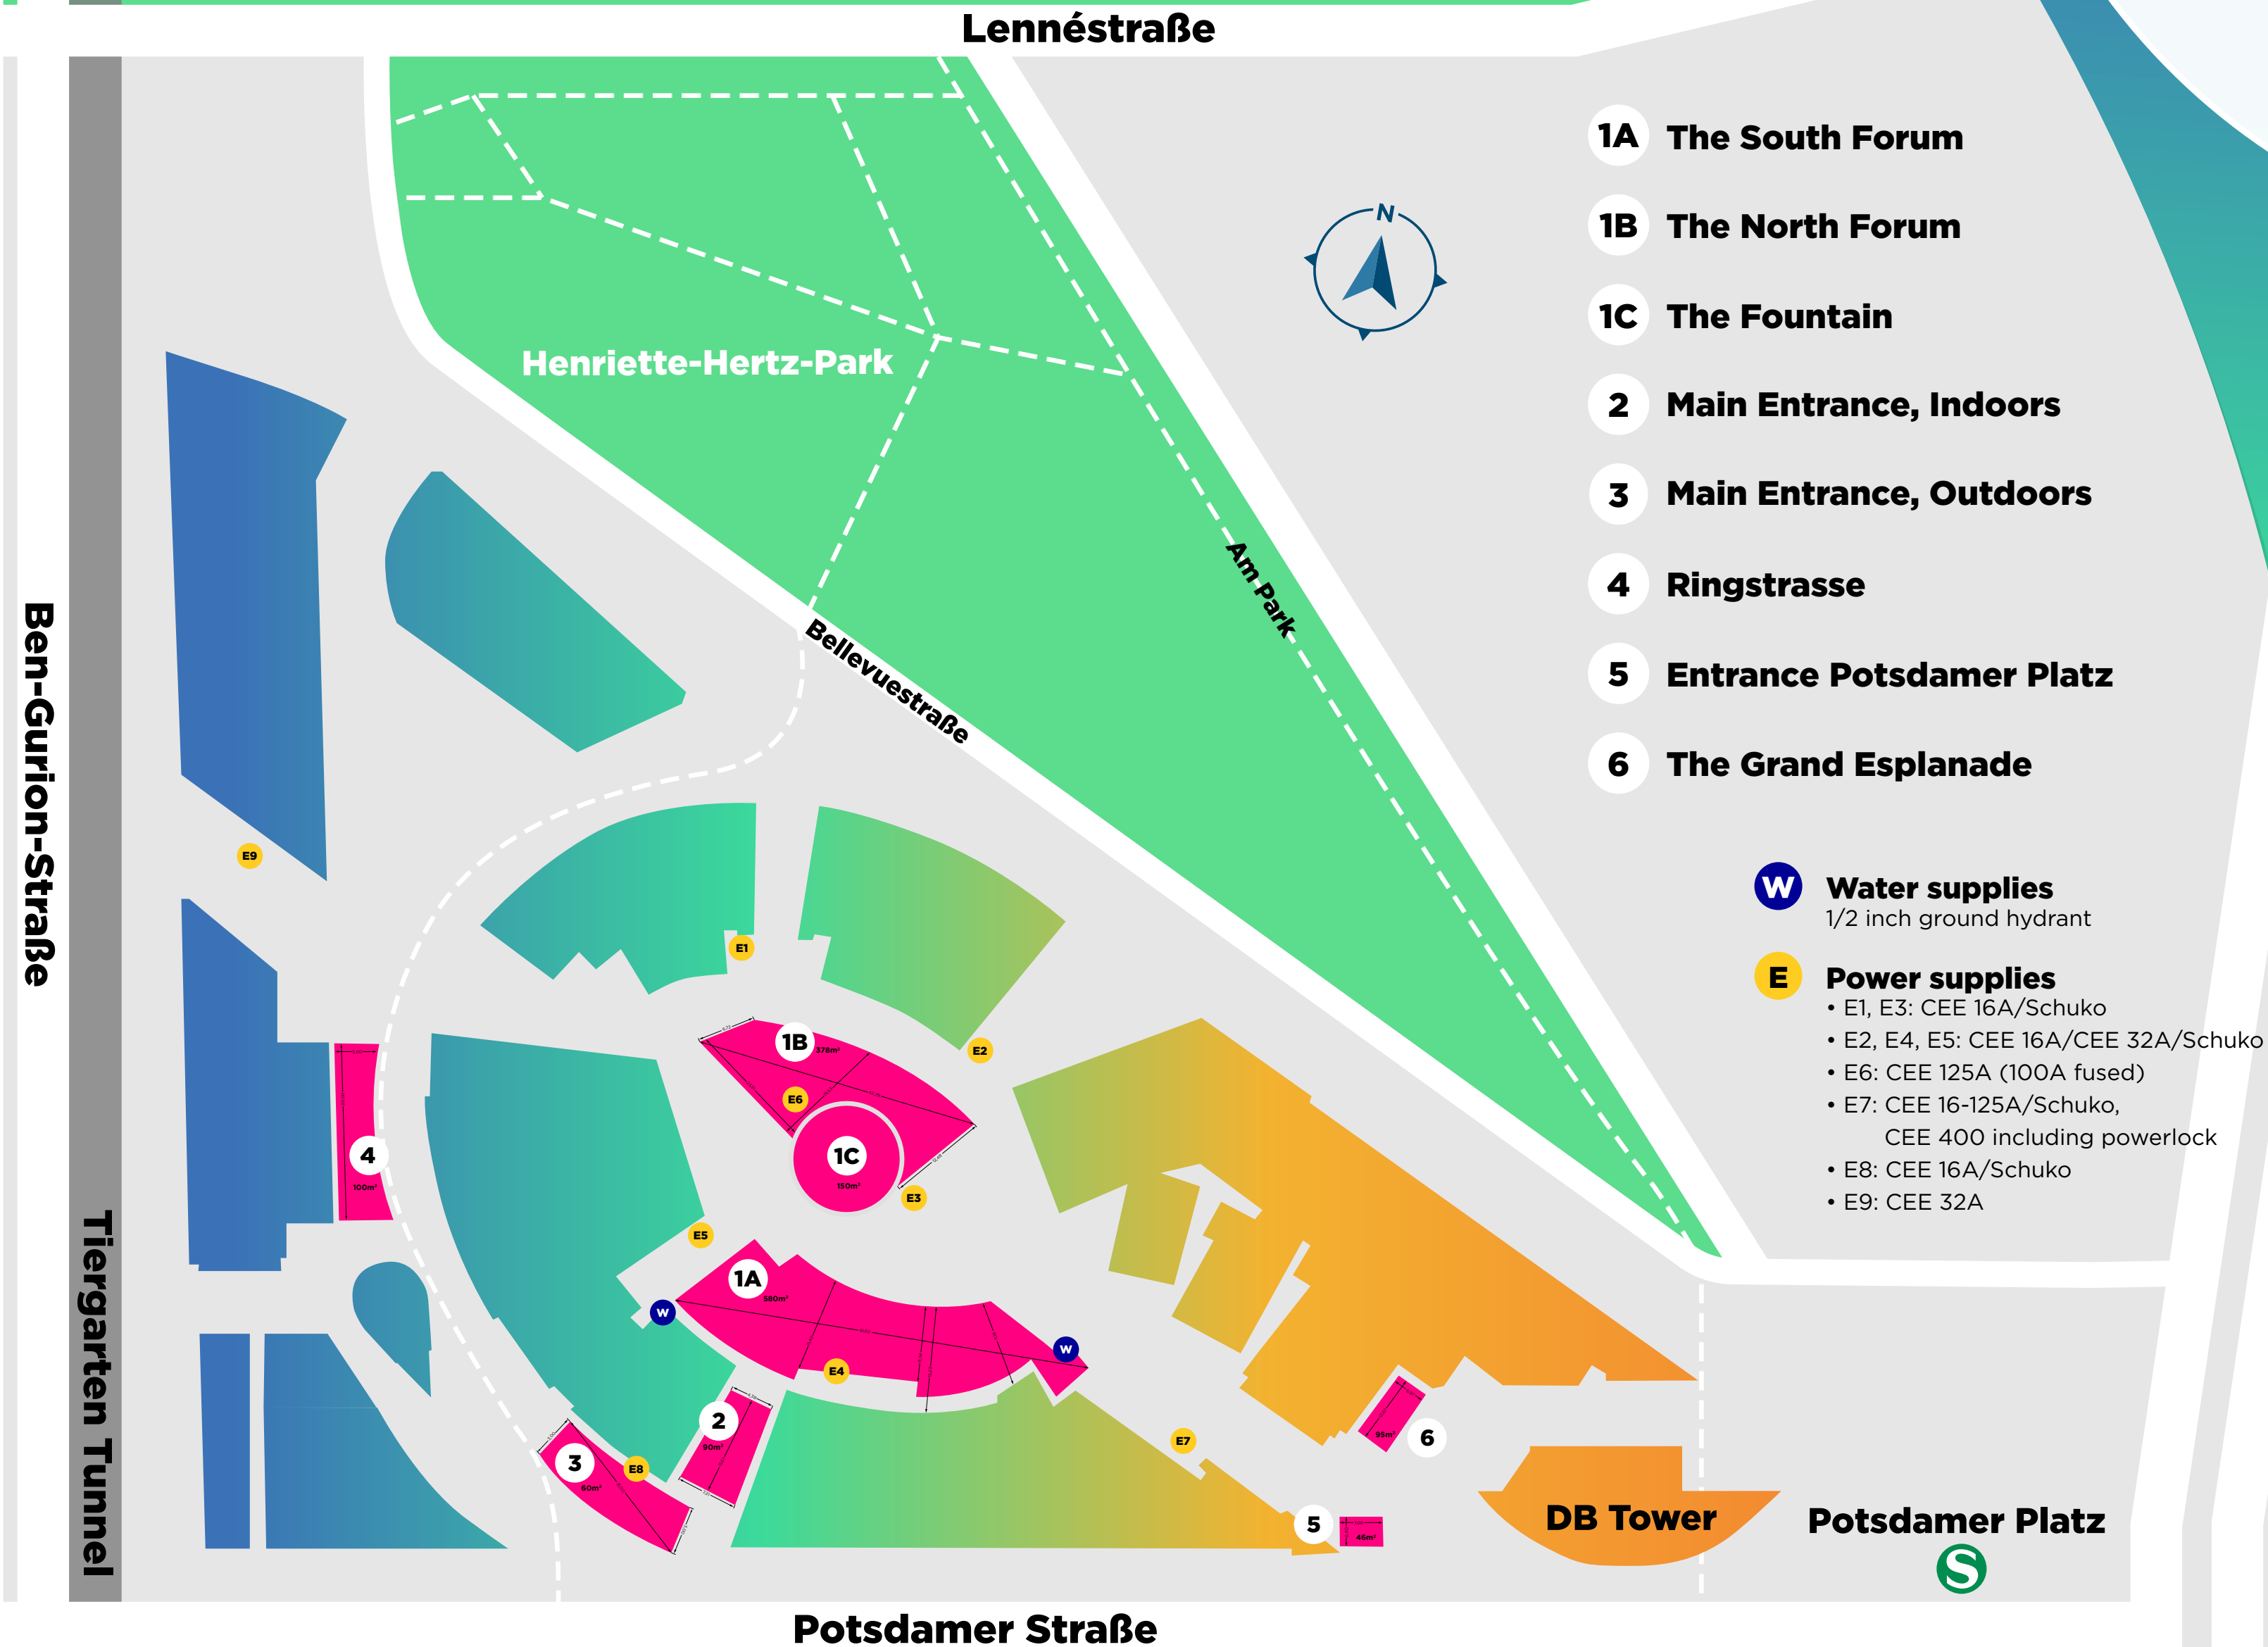 Lennéstraße
N
1A The South Forum
1B The North Forum
1C The Fountain
2 Main Entrance, Indoors
3 Main Entrance, Outdoors
4 Ringstrasse
5 Entrance Potsdamer Platz
6 The Grand Esplanade
W Water supplies
1/2 inch ground hydrant
E Power supplies
• E1, E3: CEE 16A/Schuko
• E2, E4, E5: CEE 16A/CEE 32A/Schuko
• E6: CEE 125A (100A fused)
• E7: CEE 16-125A/Schuko,
CEE 400 including powerlock
• E8: CEE 16A/Schuko
• E9: CEE 32A
Henriette-Hertz-Park
Am Park
Bellevuestraße
Ben-Gurion-Straße
Tiergarten Tunnel
E9
E1
E2
1B
378m²
E6
1C
150m²
E3
4
100m²
E5
1A
580m²
W
W
E4
2
90m²
3
60m²
E8
E7
6
95m²
5
46m²
DB Tower
Potsdamer Platz
S
Potsdamer Straße